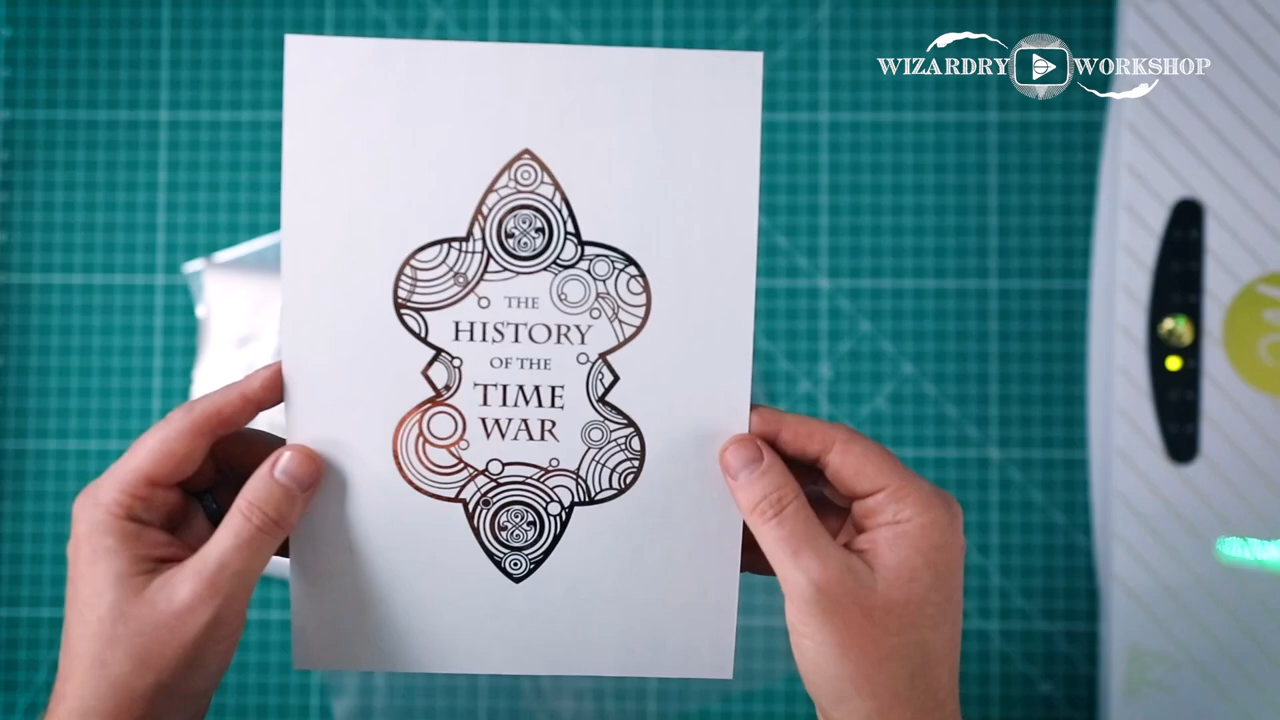 WIZARDRY WORKSHOP
THE
HISTORY
OF THE
TIME
WAR